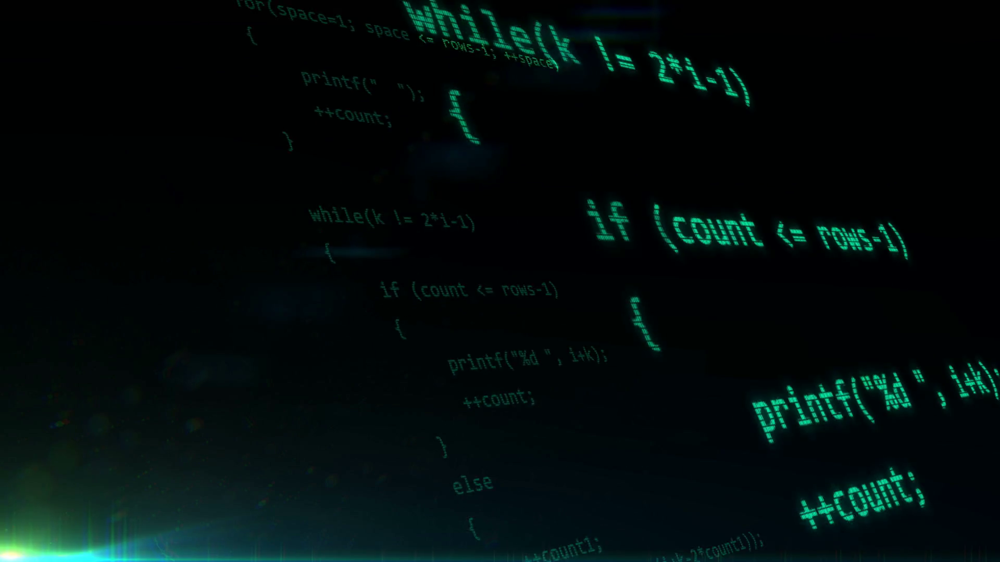 for(space=1; space <= rows-1; ++space)
{
printf("  ");
++count;
}
while(k != 2*i-1)
{
if (count <= rows-1)
{
printf("%d ", i+k);
++count;
}
else
{
++count1;
k-2*count1));
while(k != 2*i-1)
{
if (count <= rows-1)
{
printf("%d ", i+k);
++count;